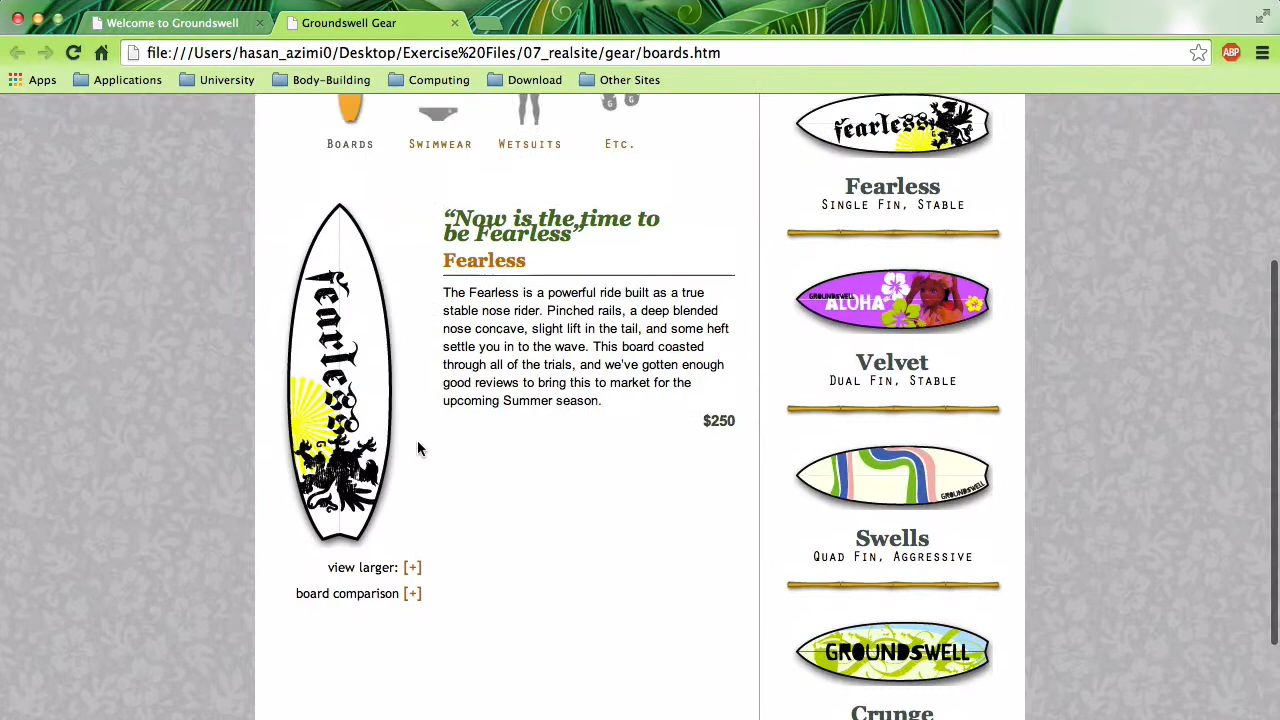 Welcome to Groundswell
Groundswell Gear
file:///Users/hasan_azimi0/Desktop/Exercise%20Files/07_realsite/gear/boards.htm
ABP
Apps
Applications
University
Body-Building
Computing
Download
Other Sites
Boards
Swimwear
Wetsuits
Etc.
fearless
“Now is the time to
be Fearless”
Fearless
The Fearless is a powerful ride built as a true
stable nose rider. Pinched rails, a deep blended
nose concave, slight lift in the tail, and some heft
settle you in to the wave. This board coasted
through all of the trials, and we've gotten enough
good reviews to bring this to market for the
upcoming Summer season.
$250
view larger: [+]
board comparison [+]
fearless
Fearless
Single Fin, Stable
GROUNDSWELL
ALOHA
Velvet
Dual Fin, Stable
GROUNDSWELL
Swells
Quad Fin, Aggressive
GROUNDSWELL
Crunge